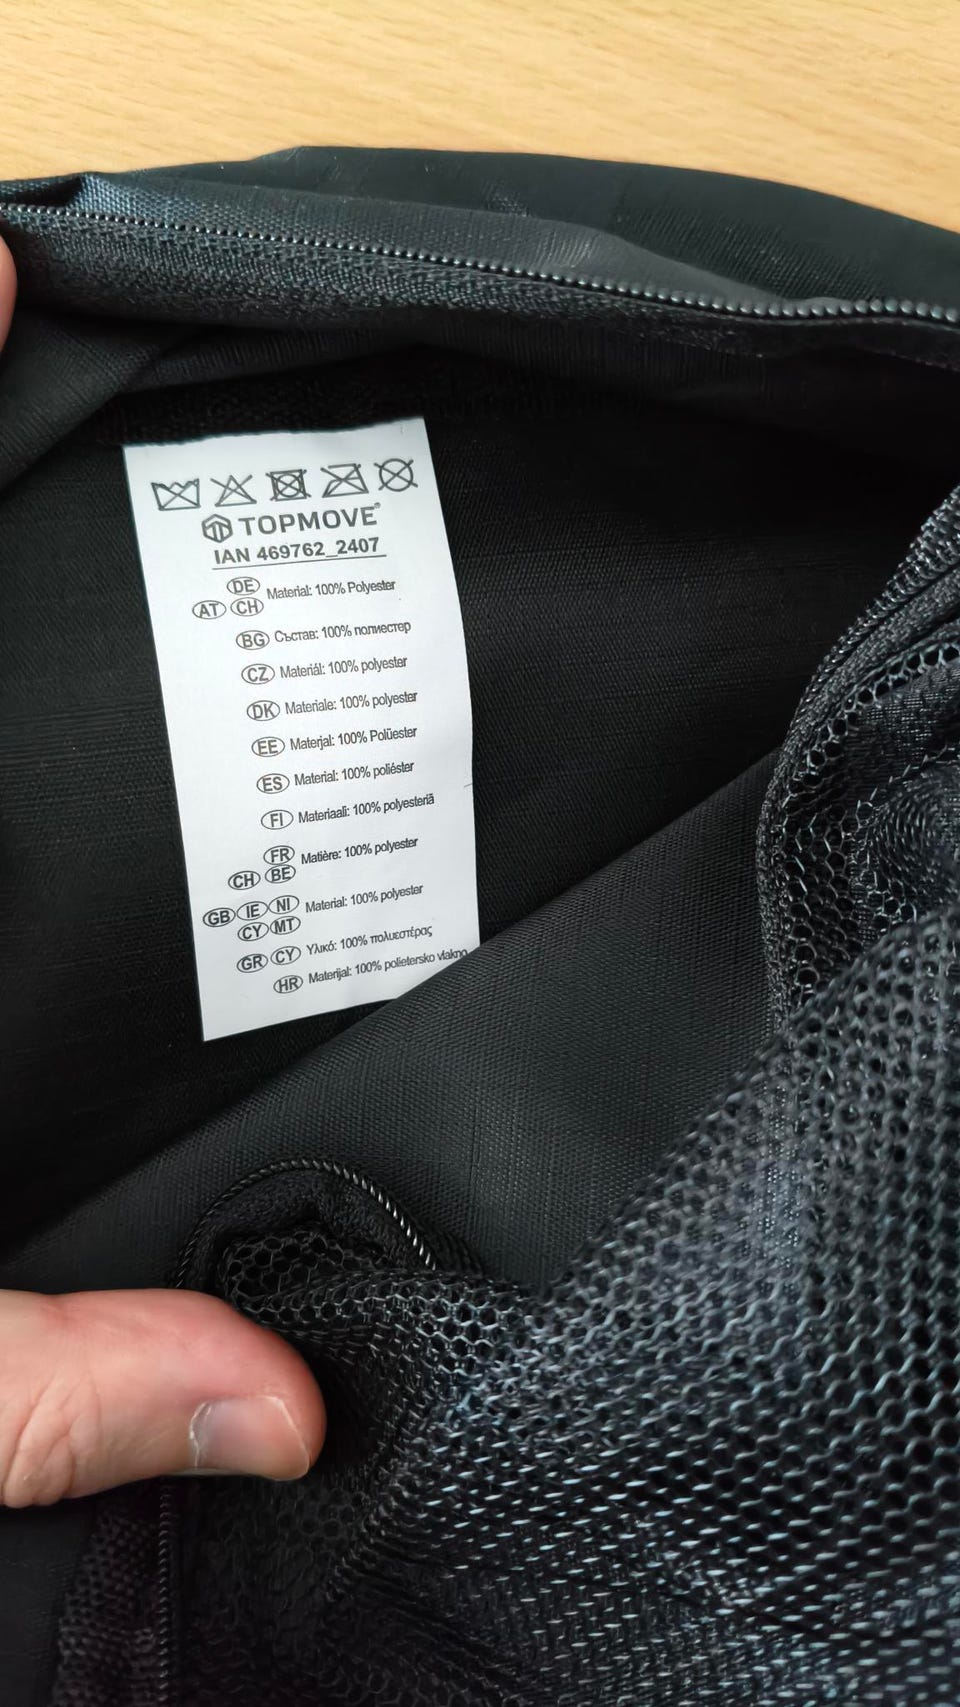 TOPMOVE®
IAN 469762_2407
DE AT CH Material: 100% Polyester
BG Състав: 100% полиестер
CZ Materiál: 100% polyester
DK Materiale: 100% polyester
EE Materjal: 100% Polüester
ES Material: 100% poliéster
FI Materiaali: 100% polyesteriä
FR CH BE Matière: 100% polyester
GB IE NI CY MT Material: 100% polyester
GR CY Υλικό: 100% πολυεστέρας
HR Materijal: 100% polietersko vlakno